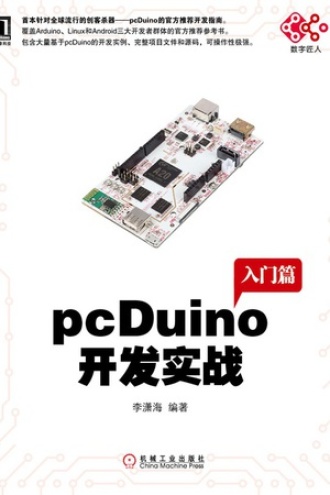 首本针对全球流行的创客杀器——pcDuino的官方推荐开发指南。
覆盖Arduino、Linux和Android三大开发者群体的官方推荐参考书。
包含大量基于pcDuino的开发实例、完整项目文件和源码，可操作性极强。
数字匠人
A20
入门篇
pcDuino
开发实战
李潇海 编著
机械工业出版社
China Machine Press